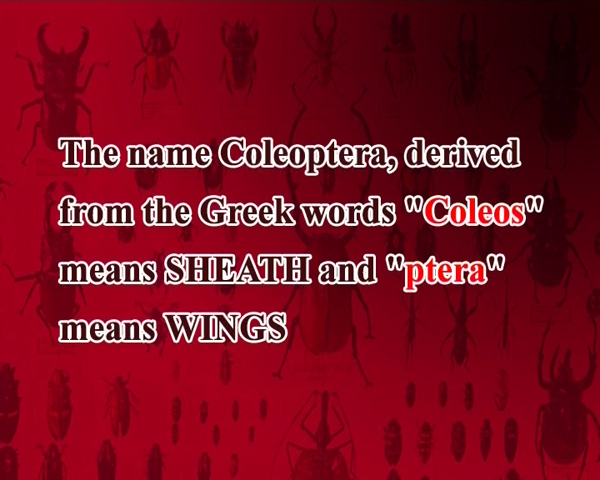 The name Coleoptera, derived
from the Greek words "Coleos"
means SHEATH and "ptera"
means WINGS